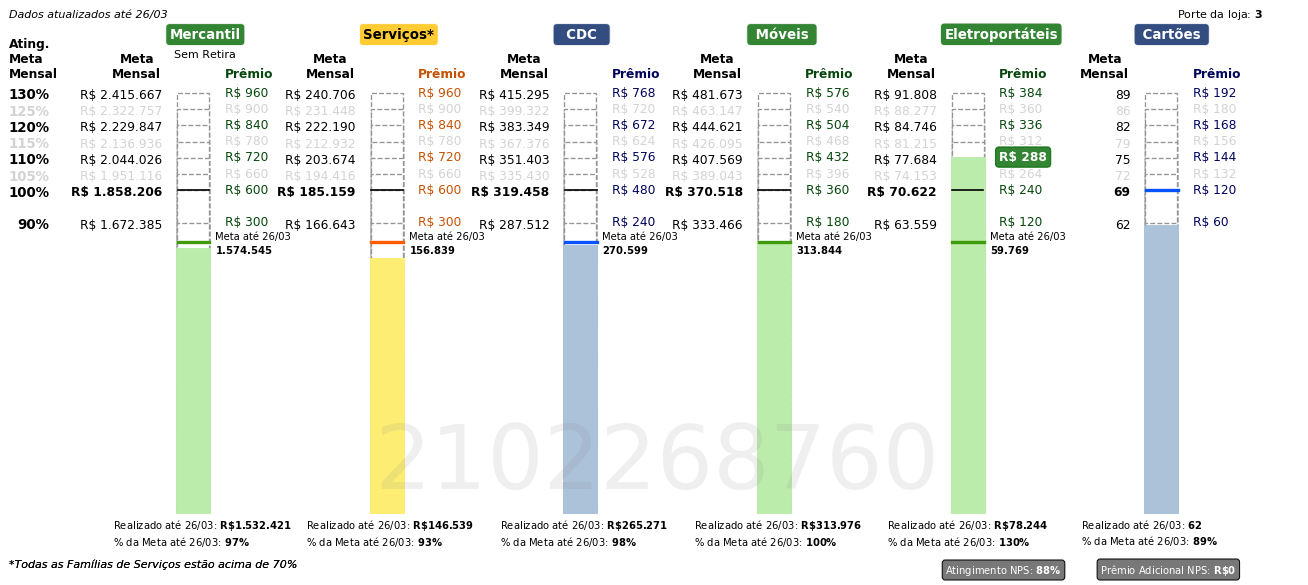 Dados atualizados até 26/03
Porte da loja: 3
Mercantil Serviços* CDC Móveis Eletroportáteis Cartões
Sem Retira
Ating. Meta Mensal
Meta Mensal Prêmio Meta Mensal Prêmio Meta Mensal Prêmio Meta Mensal Prêmio Meta Mensal Prêmio Meta Mensal Prêmio
130% R$ 2.415.667 R$ 960 R$ 240.706 R$ 960 R$ 415.295 R$ 768 R$ 481.673 R$ 576 R$ 91.808 R$ 384 89 R$ 192
125% R$ 2.322.757 R$ 900 R$ 231.448 R$ 900 R$ 399.322 R$ 720 R$ 463.147 R$ 540 R$ 88.277 R$ 360 86 R$ 180
120% R$ 2.229.847 R$ 840 R$ 222.190 R$ 840 R$ 383.349 R$ 672 R$ 444.621 R$ 504 R$ 84.746 R$ 336 82 R$ 168
115% R$ 2.136.936 R$ 780 R$ 212.932 R$ 780 R$ 367.376 R$ 624 R$ 426.095 R$ 468 R$ 81.215 R$ 312 79 R$ 156
110% R$ 2.044.026 R$ 720 R$ 203.674 R$ 720 R$ 351.403 R$ 576 R$ 407.569 R$ 432 R$ 77.684 R$ 288 75 R$ 144
105% R$ 1.951.116 R$ 660 R$ 194.416 R$ 660 R$ 335.430 R$ 528 R$ 389.043 R$ 396 R$ 74.153 R$ 264 72 R$ 132
100% R$ 1.858.206 R$ 600 R$ 185.159 R$ 600 R$ 319.458 R$ 480 R$ 370.518 R$ 360 R$ 70.622 R$ 240 69 R$ 120
90% R$ 1.672.385 R$ 300 R$ 166.643 R$ 300 R$ 287.512 R$ 240 R$ 333.466 R$ 180 R$ 63.559 R$ 120 62 R$ 60
Meta até 26/03 Meta até 26/03 Meta até 26/03 Meta até 26/03 Meta até 26/03
1.574.545 156.839 270.599 313.844 59.769
2102268760
Realizado até 26/03: R$1.532.421 Realizado até 26/03: R$146.539 Realizado até 26/03: R$265.271 Realizado até 26/03: R$313.976 Realizado até 26/03: R$78.244 Realizado até 26/03: 62
% da Meta até 26/03: 97% % da Meta até 26/03: 93% % da Meta até 26/03: 98% % da Meta até 26/03: 100% % da Meta até 26/03: 130% % da Meta até 26/03: 89%
*Todas as Famílias de Serviços estão acima de 70%
Atingimento NPS: 88% Prêmio Adicional NPS: R$0